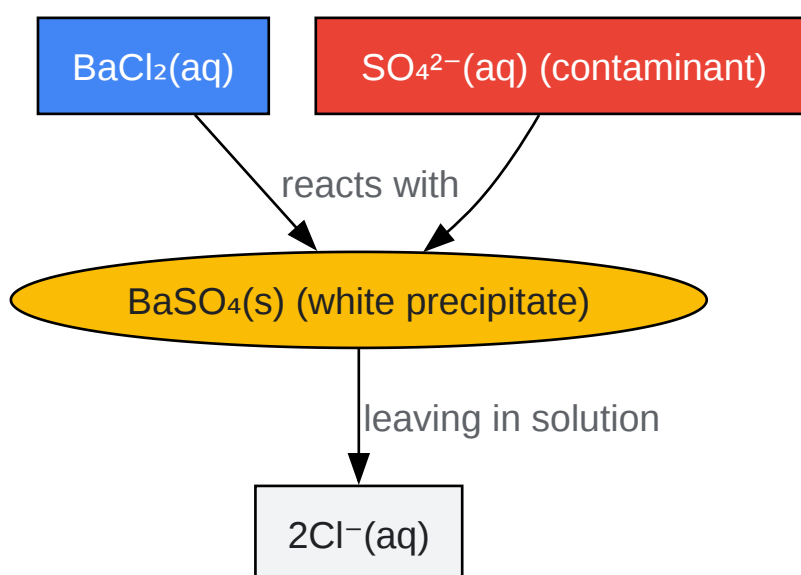 BaCl₂(aq)
SO₄²⁻(aq) (contaminant)
reacts with
BaSO₄(s) (white precipitate)
leaving in solution
2Cl⁻(aq)